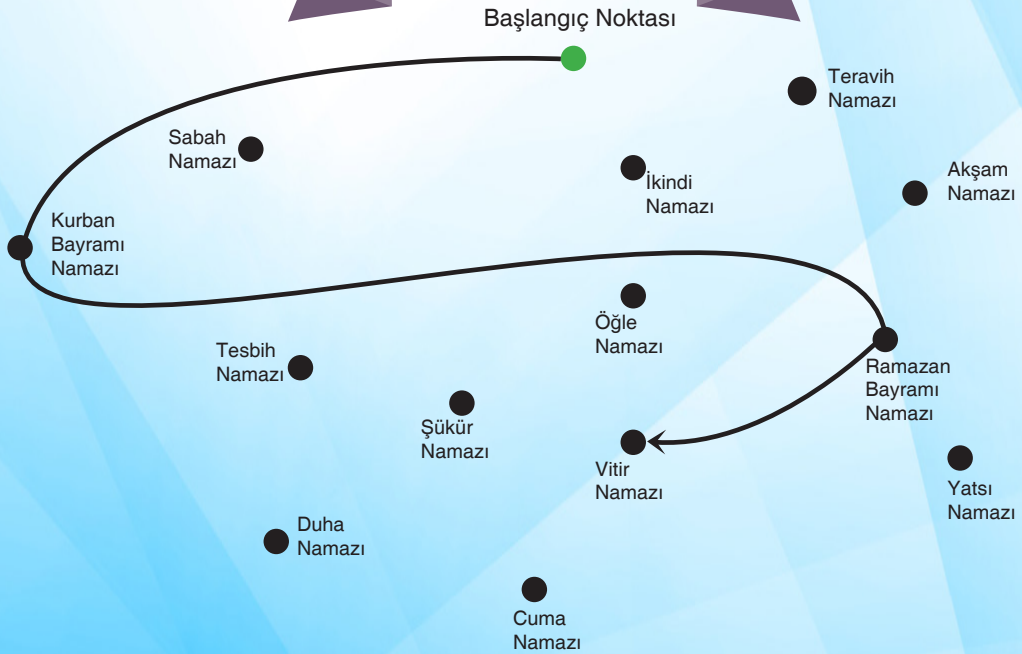 Başlangıç Noktası
Teravih
Namazı
Sabah
Namazı
İkindi
Namazı
Akşam
Namazı
Kurban
Bayramı
Namazı
Öğle
Namazı
Tesbih
Namazı
Ramazan
Bayramı
Namazı
Şükür
Namazı
Vitir
Namazı
Yatsı
Namazı
Duha
Namazı
Cuma
Namazı